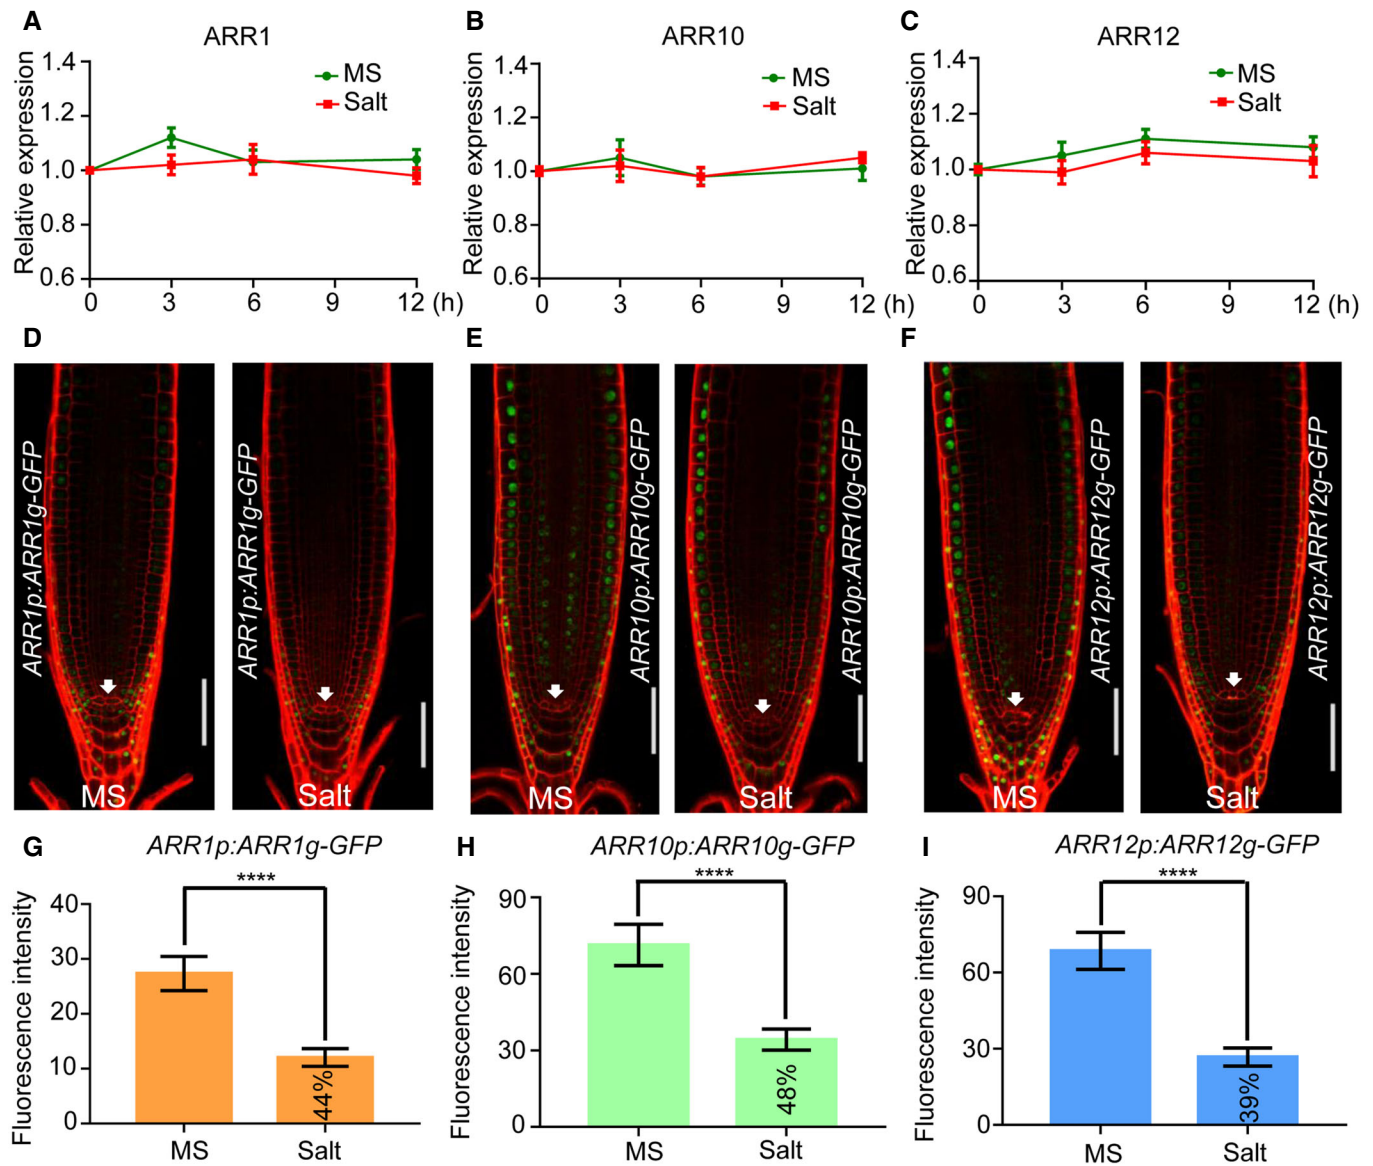 A
ARR1
Relative expression
1.4
1.2
1.0
0.8
0.6
MS
Salt
0 3 6 9 12 (h)
B
ARR10
Relative expression
1.4
1.2
1.0
0.8
0.6
MS
Salt
0 3 6 9 12 (h)
C
ARR12
Relative expression
1.4
1.2
1.0
0.8
0.6
MS
Salt
0 3 6 9 12 (h)
D
ARR1p:ARR1g-GFP
MS
ARR1p:ARR1g-GFP
Salt
E
ARR10p:ARR10g-GFP
MS
ARR10p:ARR10g-GFP
Salt
F
ARR12p:ARR12g-GFP
MS
ARR12p:ARR12g-GFP
Salt
G
ARR1p:ARR1g-GFP
Fluorescence intensity
40
30
20
10
0
****
44%
MS Salt
H
ARR10p:ARR10g-GFP
Fluorescence intensity
90
60
30
0
****
48%
MS Salt
I
ARR12p:ARR12g-GFP
Fluorescence intensity
90
60
30
0
****
39%
MS Salt